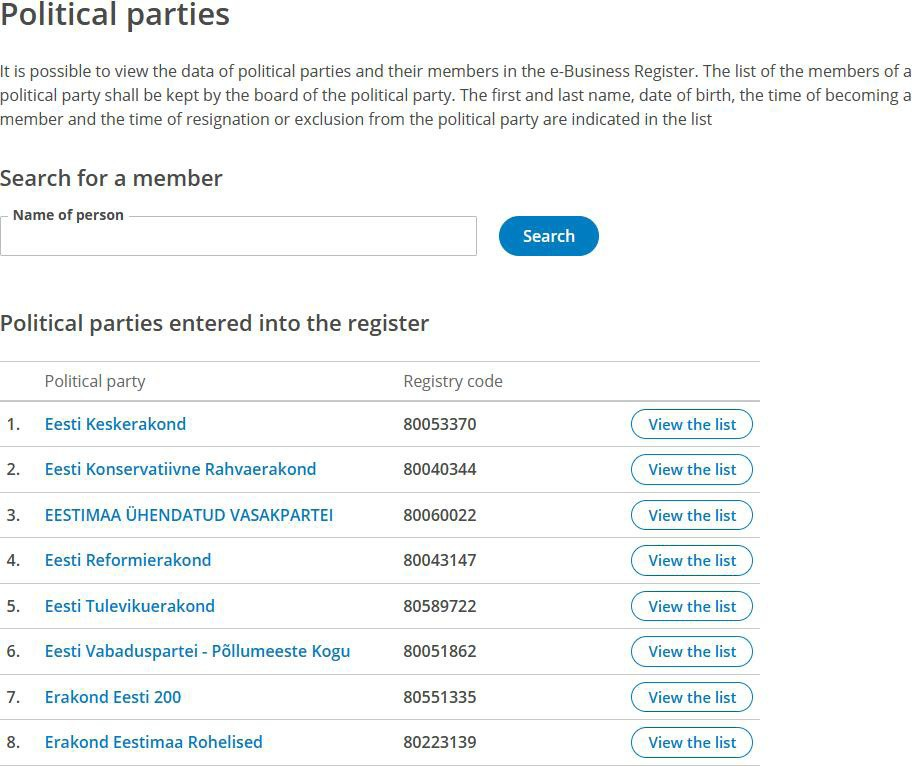 Political parties
It is possible to view the data of political parties and their members in the e-Business Register. The list of the members of a
political party shall be kept by the board of the political party. The first and last name, date of birth, the time of becoming a
member and the time of resignation or exclusion from the political party are indicated in the list
Search for a member
Name of person
Search
Political parties entered into the register
Political party Registry code
1. Eesti Keskerakond 80053370 View the list
2. Eesti Konservatiivne Rahvaerakond 80040344 View the list
3. EESTIMAA ÜHENDATUD VASAKPARTEI 80060022 View the list
4. Eesti Reformierakond 80043147 View the list
5. Eesti Tulevikuerakond 80589722 View the list
6. Eesti Vabaduspartei - Põllumeeste Kogu 80051862 View the list
7. Erakond Eesti 200 80551335 View the list
8. Erakond Eestimaa Rohelised 80223139 View the list